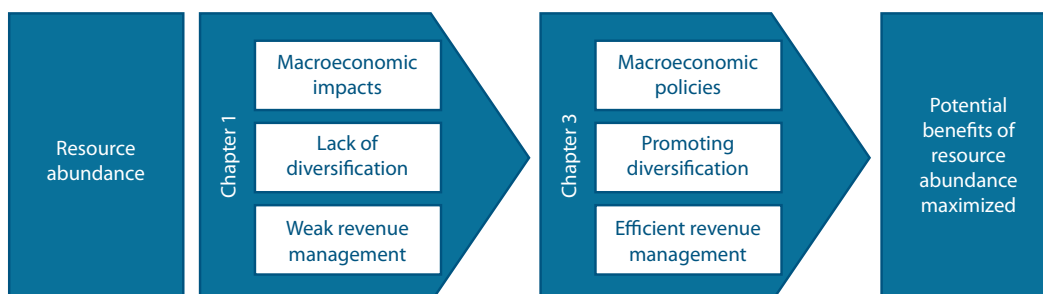 Resource
abundance
Chapter 1
Macroeconomic
impacts
Lack of
diversification
Weak revenue
management
Chapter 3
Macroeconomic
policies
Promoting
diversification
Efficient revenue
management
Potential
benefits of
resource
abundance
maximized